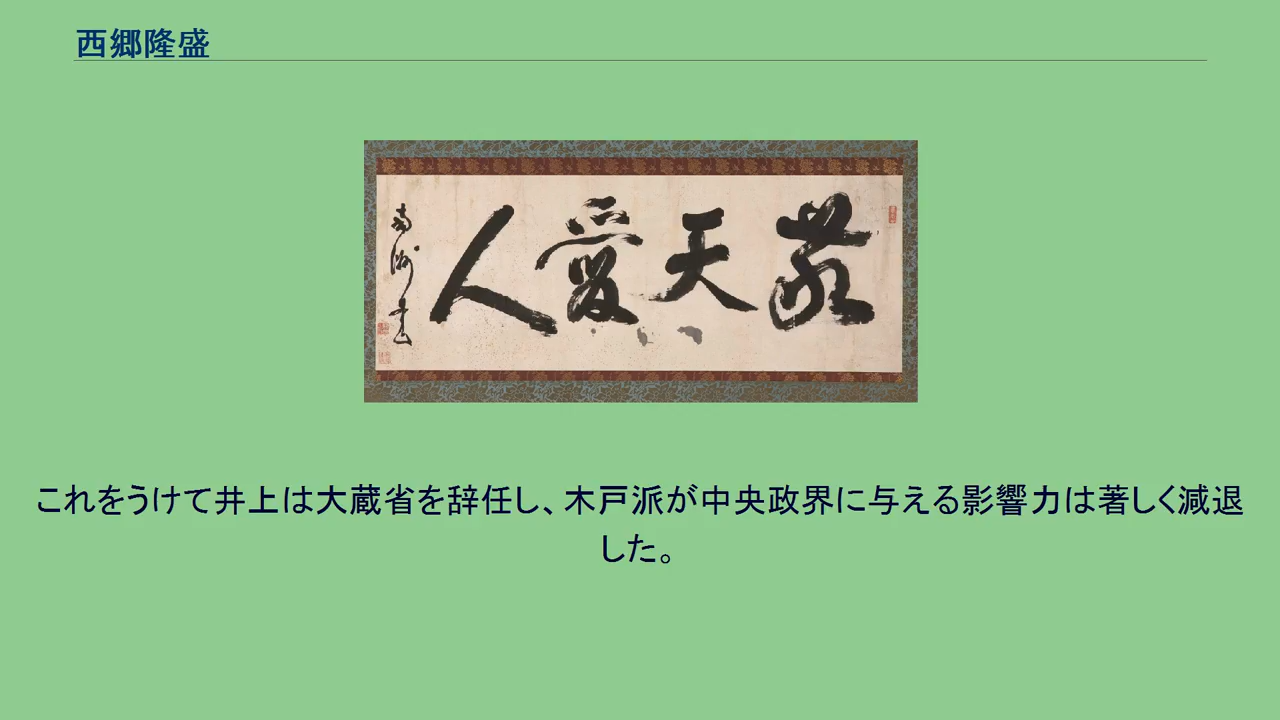 西郷隆盛
敬天愛人
南洲書
これをうけて井上は大蔵省を辞任し、木戸派が中央政界に与える影響力は著しく減退
した。